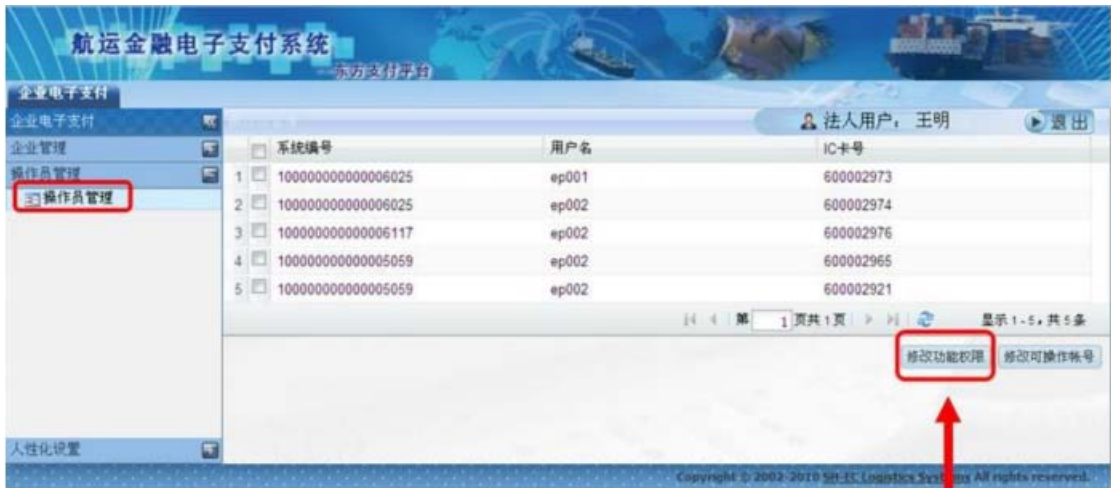 航运金融电子支付系统
东方支付平台
企业电子支付
企业电子支付
法人用户: 王明 退出
企业管理
系统编号 用户名 IC卡号
操作员管理
操作员管理
1 100000000000006025 ep001 600002973
2 100000000000006025 ep002 600002974
3 100000000000006117 ep002 600002976
4 100000000000005059 ep002 600002965
5 100000000000005059 ep002 600002921
第 1 页共1页 显示1-5,共5条
修改功能权限 修改可操作帐号
人性化设置
Copyright © 2002-2010 SH-EC Logistics Systems All rights reserved.